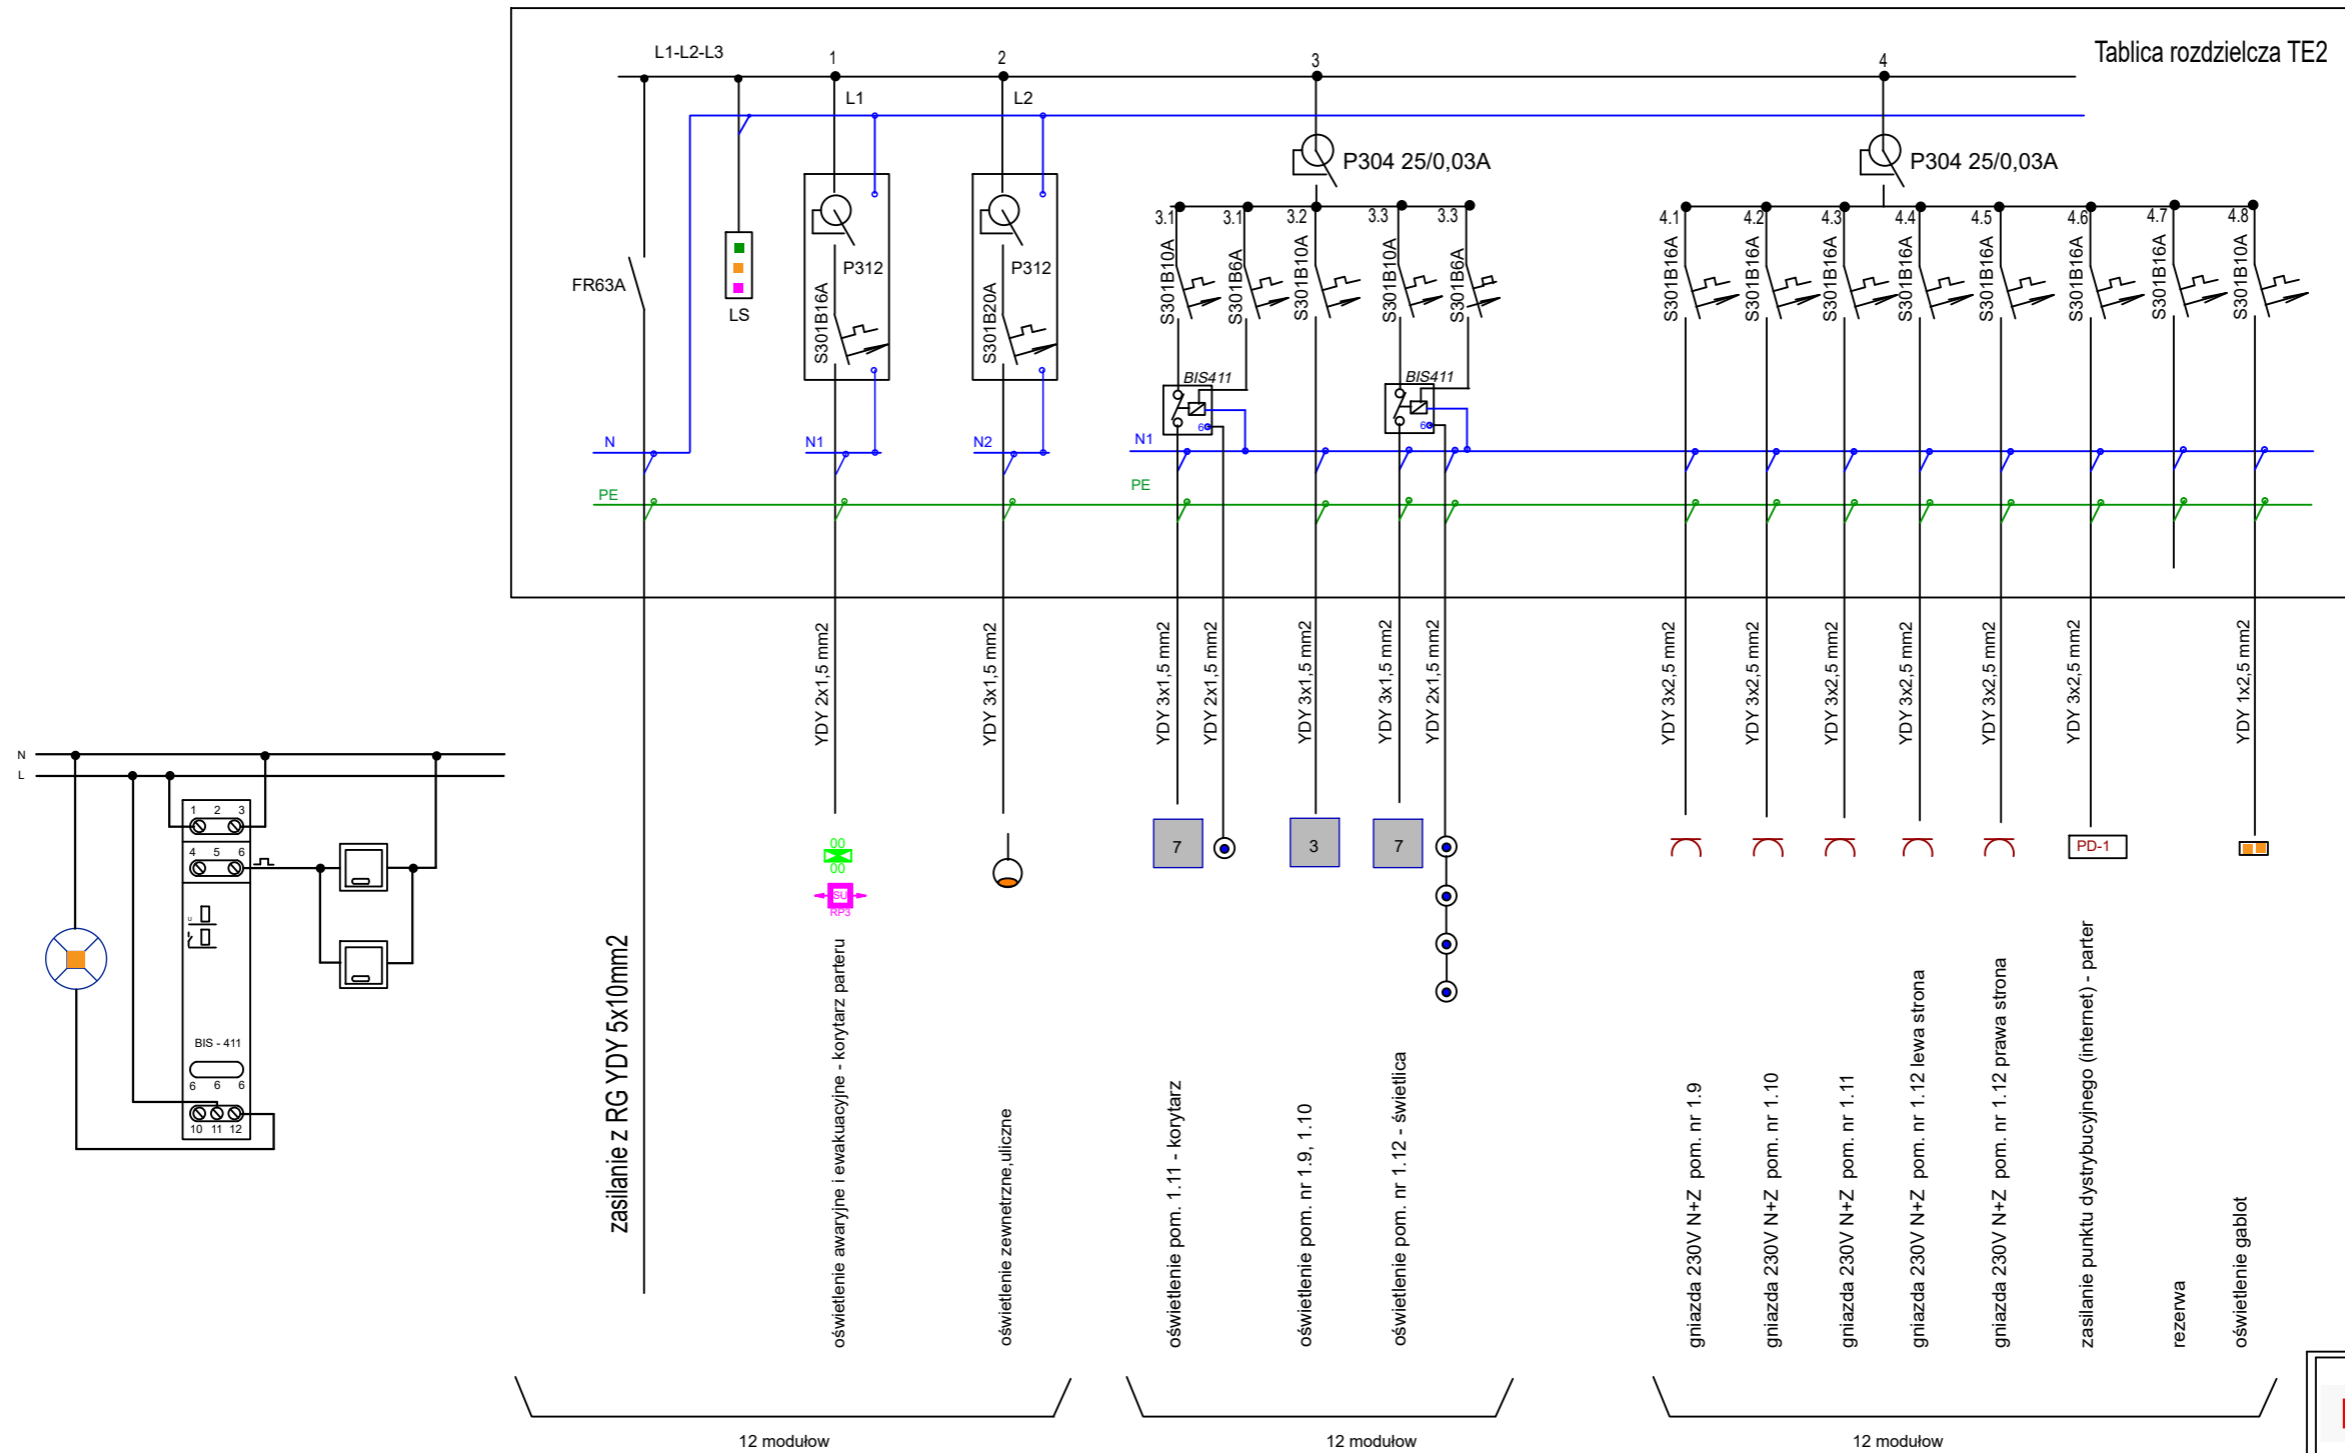 Tablica rozdzielcza TE2
L1-L2-L3
1
2
3
4
L1
L2
P304 25/0,03A
P304 25/0,03A
FR63A
LS
P312
S301B16A
P312
S301B20A
3.1
3.1
3.2
3.3
3.3
S301B10A
S301B6A
S301B10A
S301B10A
S301B6A
4.1
4.2
4.3
4.4
4.5
4.6
4.7
4.8
S301B16A
S301B16A
S301B16A
S301B16A
S301B16A
S301B16A
S301B16A
S301B10A
BIS411
6
BIS411
6
N
N1
N2
N1
PE
PE
YDY 2x1,5 mm2
YDY 3x1,5 mm2
YDY 3x1,5 mm2
YDY 2x1,5 mm2
YDY 3x1,5 mm2
YDY 3x1,5 mm2
YDY 2x1,5 mm2
YDY 3x2,5 mm2
YDY 3x2,5 mm2
YDY 3x2,5 mm2
YDY 3x2,5 mm2
YDY 3x2,5 mm2
YDY 3x2,5 mm2
YDY 1x2,5 mm2
N
L
1 2 3
4 5 6
U
BIS - 411
6 6 6
10 11 12
00
00
SU
RP3
7
3
7
PD-1
zasilanie z RG YDY 5x10mm2
oświetlenie awaryjne i ewakuacyjne - korytarz parteru
oświetlenie zewnetrzne,uliczne
oświetlenie pom. 1.11 - korytarz
oświetlenie pom. nr 1.9, 1.10
oświetlenie pom. nr 1.12 - świetlica
gniazda 230V N+Z pom. nr 1.9
gniazda 230V N+Z pom. nr 1.10
gniazda 230V N+Z pom. nr 1.11
gniazda 230V N+Z pom. nr 1.12 lewa strona
gniazda 230V N+Z pom. nr 1.12 prawa strona
zasilanie punktu dystrybucyjnego (internet) - parter
rezerwa
oświetlenie gablot
12 modułow
12 modułow
12 modułow